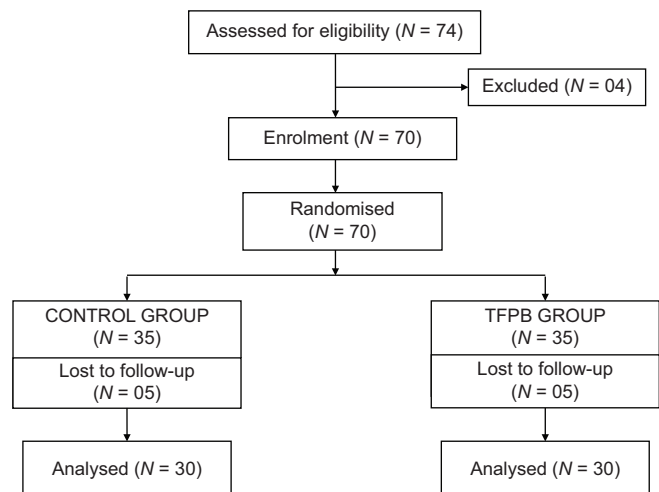 Assessed for eligibility (N = 74)
Excluded (N = 04)
Enrolment (N = 70)
Randomised
(N = 70)
CONTROL GROUP
(N = 35)
Lost to follow-up
(N = 05)
Analysed (N = 30)
TFPB GROUP
(N = 35)
Lost to follow-up
(N = 05)
Analysed (N = 30)